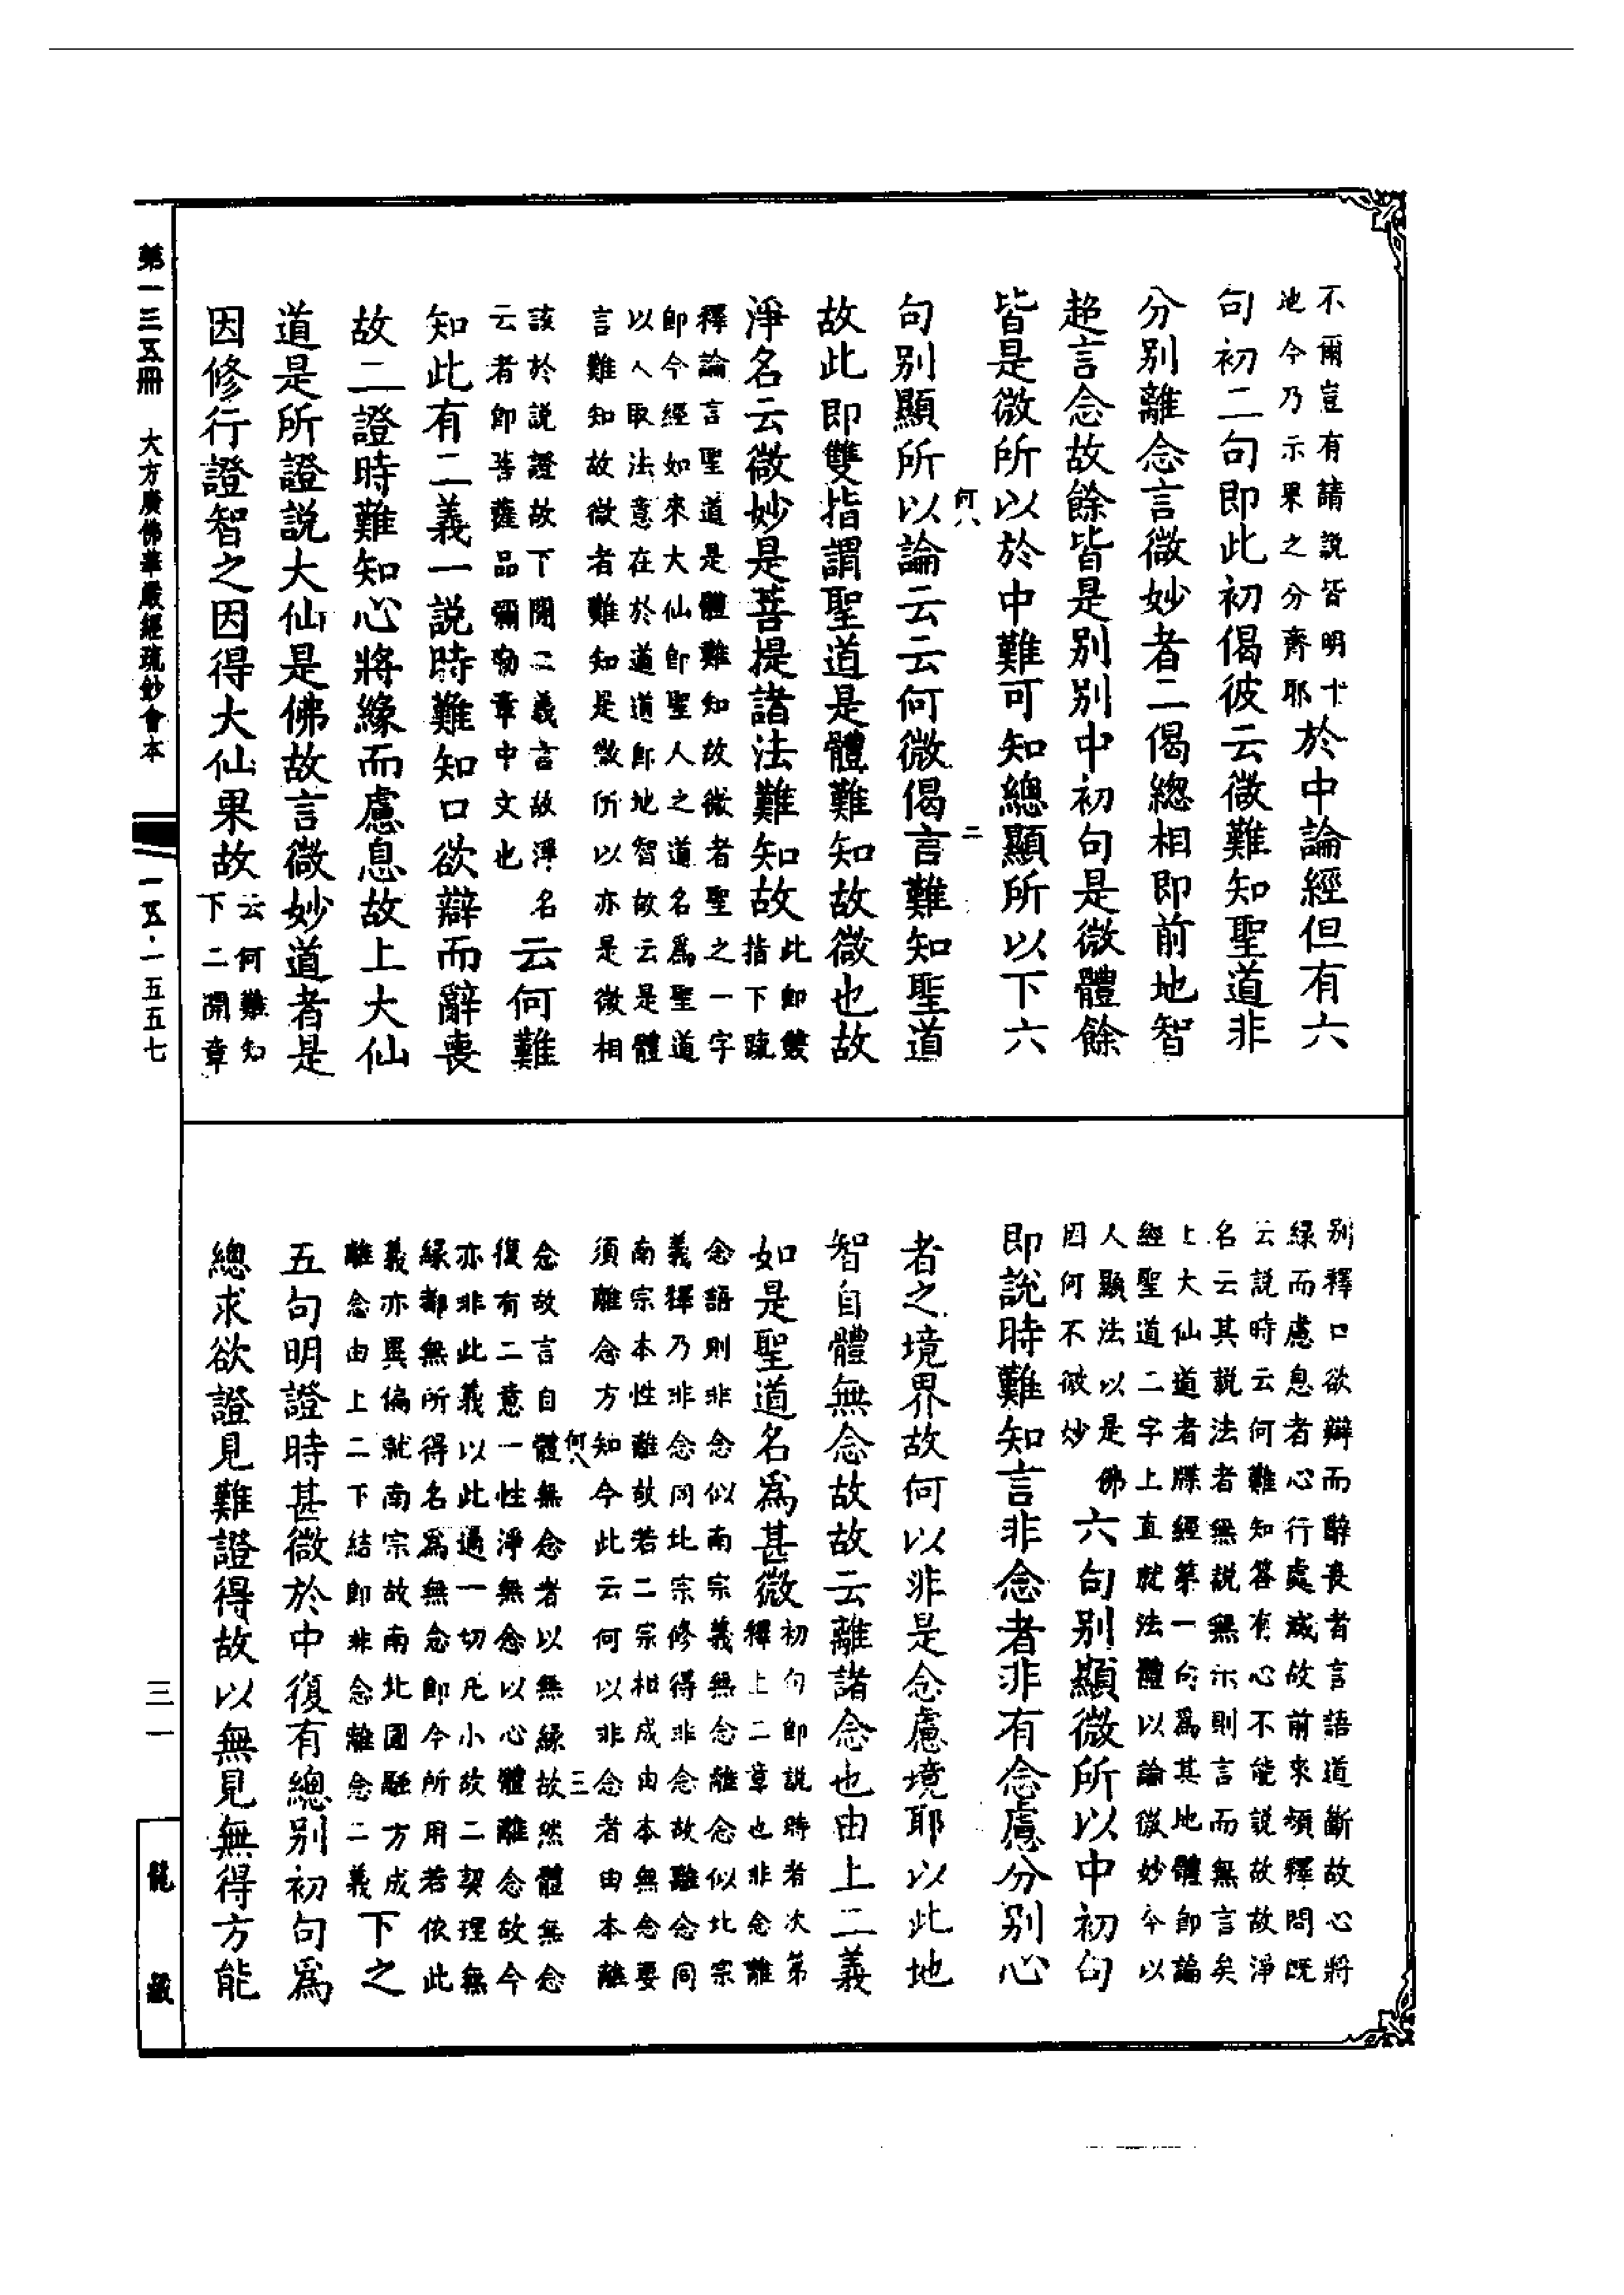 不爾豈有請說皆明十
地今乃示果之分齊耶於中論經但有六
句初二句即此初偈彼云微難知聖道非
分別離念言微妙者二偈總相即前地智
超言念故餘皆是別別中初句是微體餘
皆是微所以於中難可知總顯所以下六
何八 二
句別顯所以論云云何微偈言難知聖道
故此即雙指謂聖道是體難知故微也故
淨名云微妙是菩提諸法難知故此即雙
指下疏
釋論言聖道是體難知故微者聖之一字
即今經如來大仙即聖人之道名爲聖道
以人取法意在於道道即地智故云是體
言難知故微者難知是微所以亦是微相
該於說證故下開二義言故淨名
云者即菩薩品彌勒章中文也
云何難
知此有二義一說時難知口欲辯而辭喪
故二證時難知心將緣而慮息故上大仙
道是所證說大仙是佛故言微妙道者是
因修行證智之因得大仙果故云何難知
下二開章
別釋口欲辯而辭喪者言語道斷故心將
緣而慮息者心行處滅故前來頻釋問既
云說時云何難知答有心不能說故故淨
名云其說法者無說無示則言而無言矣
上大仙道者牒經第一句爲其地體即論
經聖道二字上直就法體以論微妙今以
人顯法以是佛
因何不微妙
六句別顯微所以中初句
即說時難知言非念者非有念慮分別心
者之境界故何以非是念慮境耶以此地
智自體無念故故云離諸念也由上二義
如是聖道名爲甚微初句即說時者次第
釋上二章也非念離
念語則非念似南宗義無念離念似北宗
義釋乃非念同北宗修得非念故離念同
南宗本性離故若二宗相成由本無念要
須離念方知今此云何以非念者由本離
何八 三
念故言自體無念者以無緣故然體無念
復有二意一性淨無念以心體離念故今
亦非此義以此通一切凡小故二契理無
緣都無所得名爲無念即今所用若依此
義亦異偏就南宗故南北圓融方成
離念由上二下結即非念離念二義
下之
五句明證時甚微於中復有總別初句爲
總求欲證見難證得故以無見無得方能
第一三五冊 大方廣佛華嚴經疏鈔會本 一五·一五五七
三一
龍藏